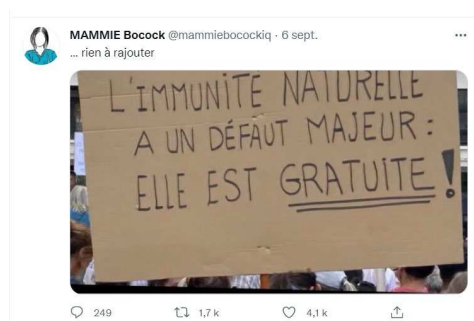 MAMMIE Bocock @mammiebocockiq · 6 sept.
... rien à rajouter
L'IMMUNITÉ NATURELLE
A UN DÉFAUT MAJEUR :
ELLE EST GRATUITE !
249 1,7 k 4,1 k